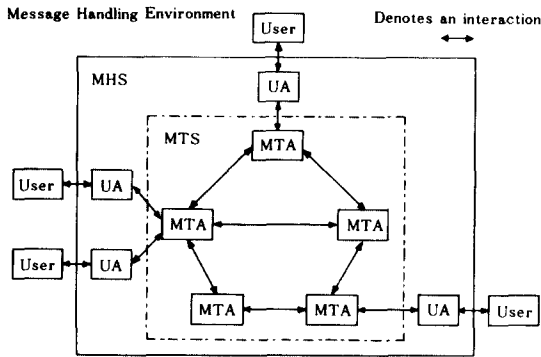 Message Handling Environment
Denotes an interaction
User
MHS
UA
MTS
MTA
User
UA
MTA
MTA
User
UA
MTA
MTA
UA
User